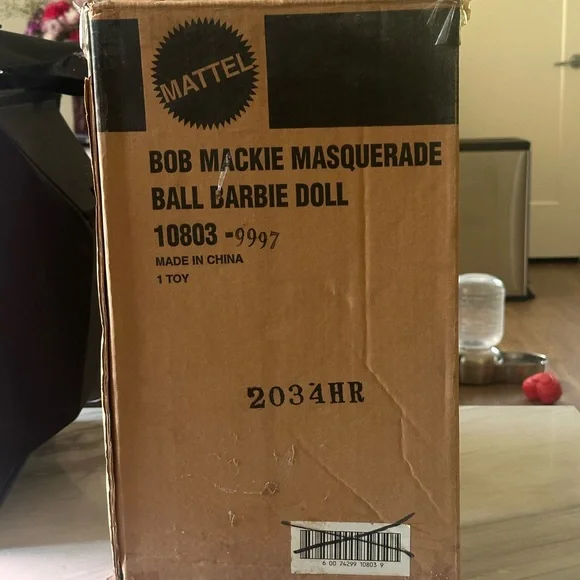 MATTEL
BOB MACKIE MASQUERADE
BALL BARBIE DOLL
10803 -9997
MADE IN CHINA
1 TOY
2034HR
6 00 74299 10803 9